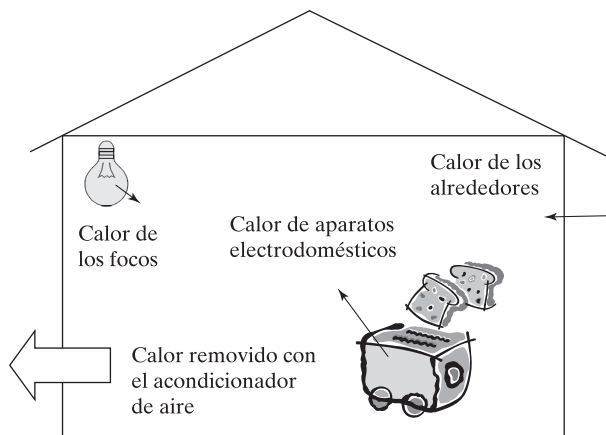 Calor de los
alrededores
Calor de
los focos
Calor de aparatos
electrodomésticos
Calor removido con
el acondicionador
de aire